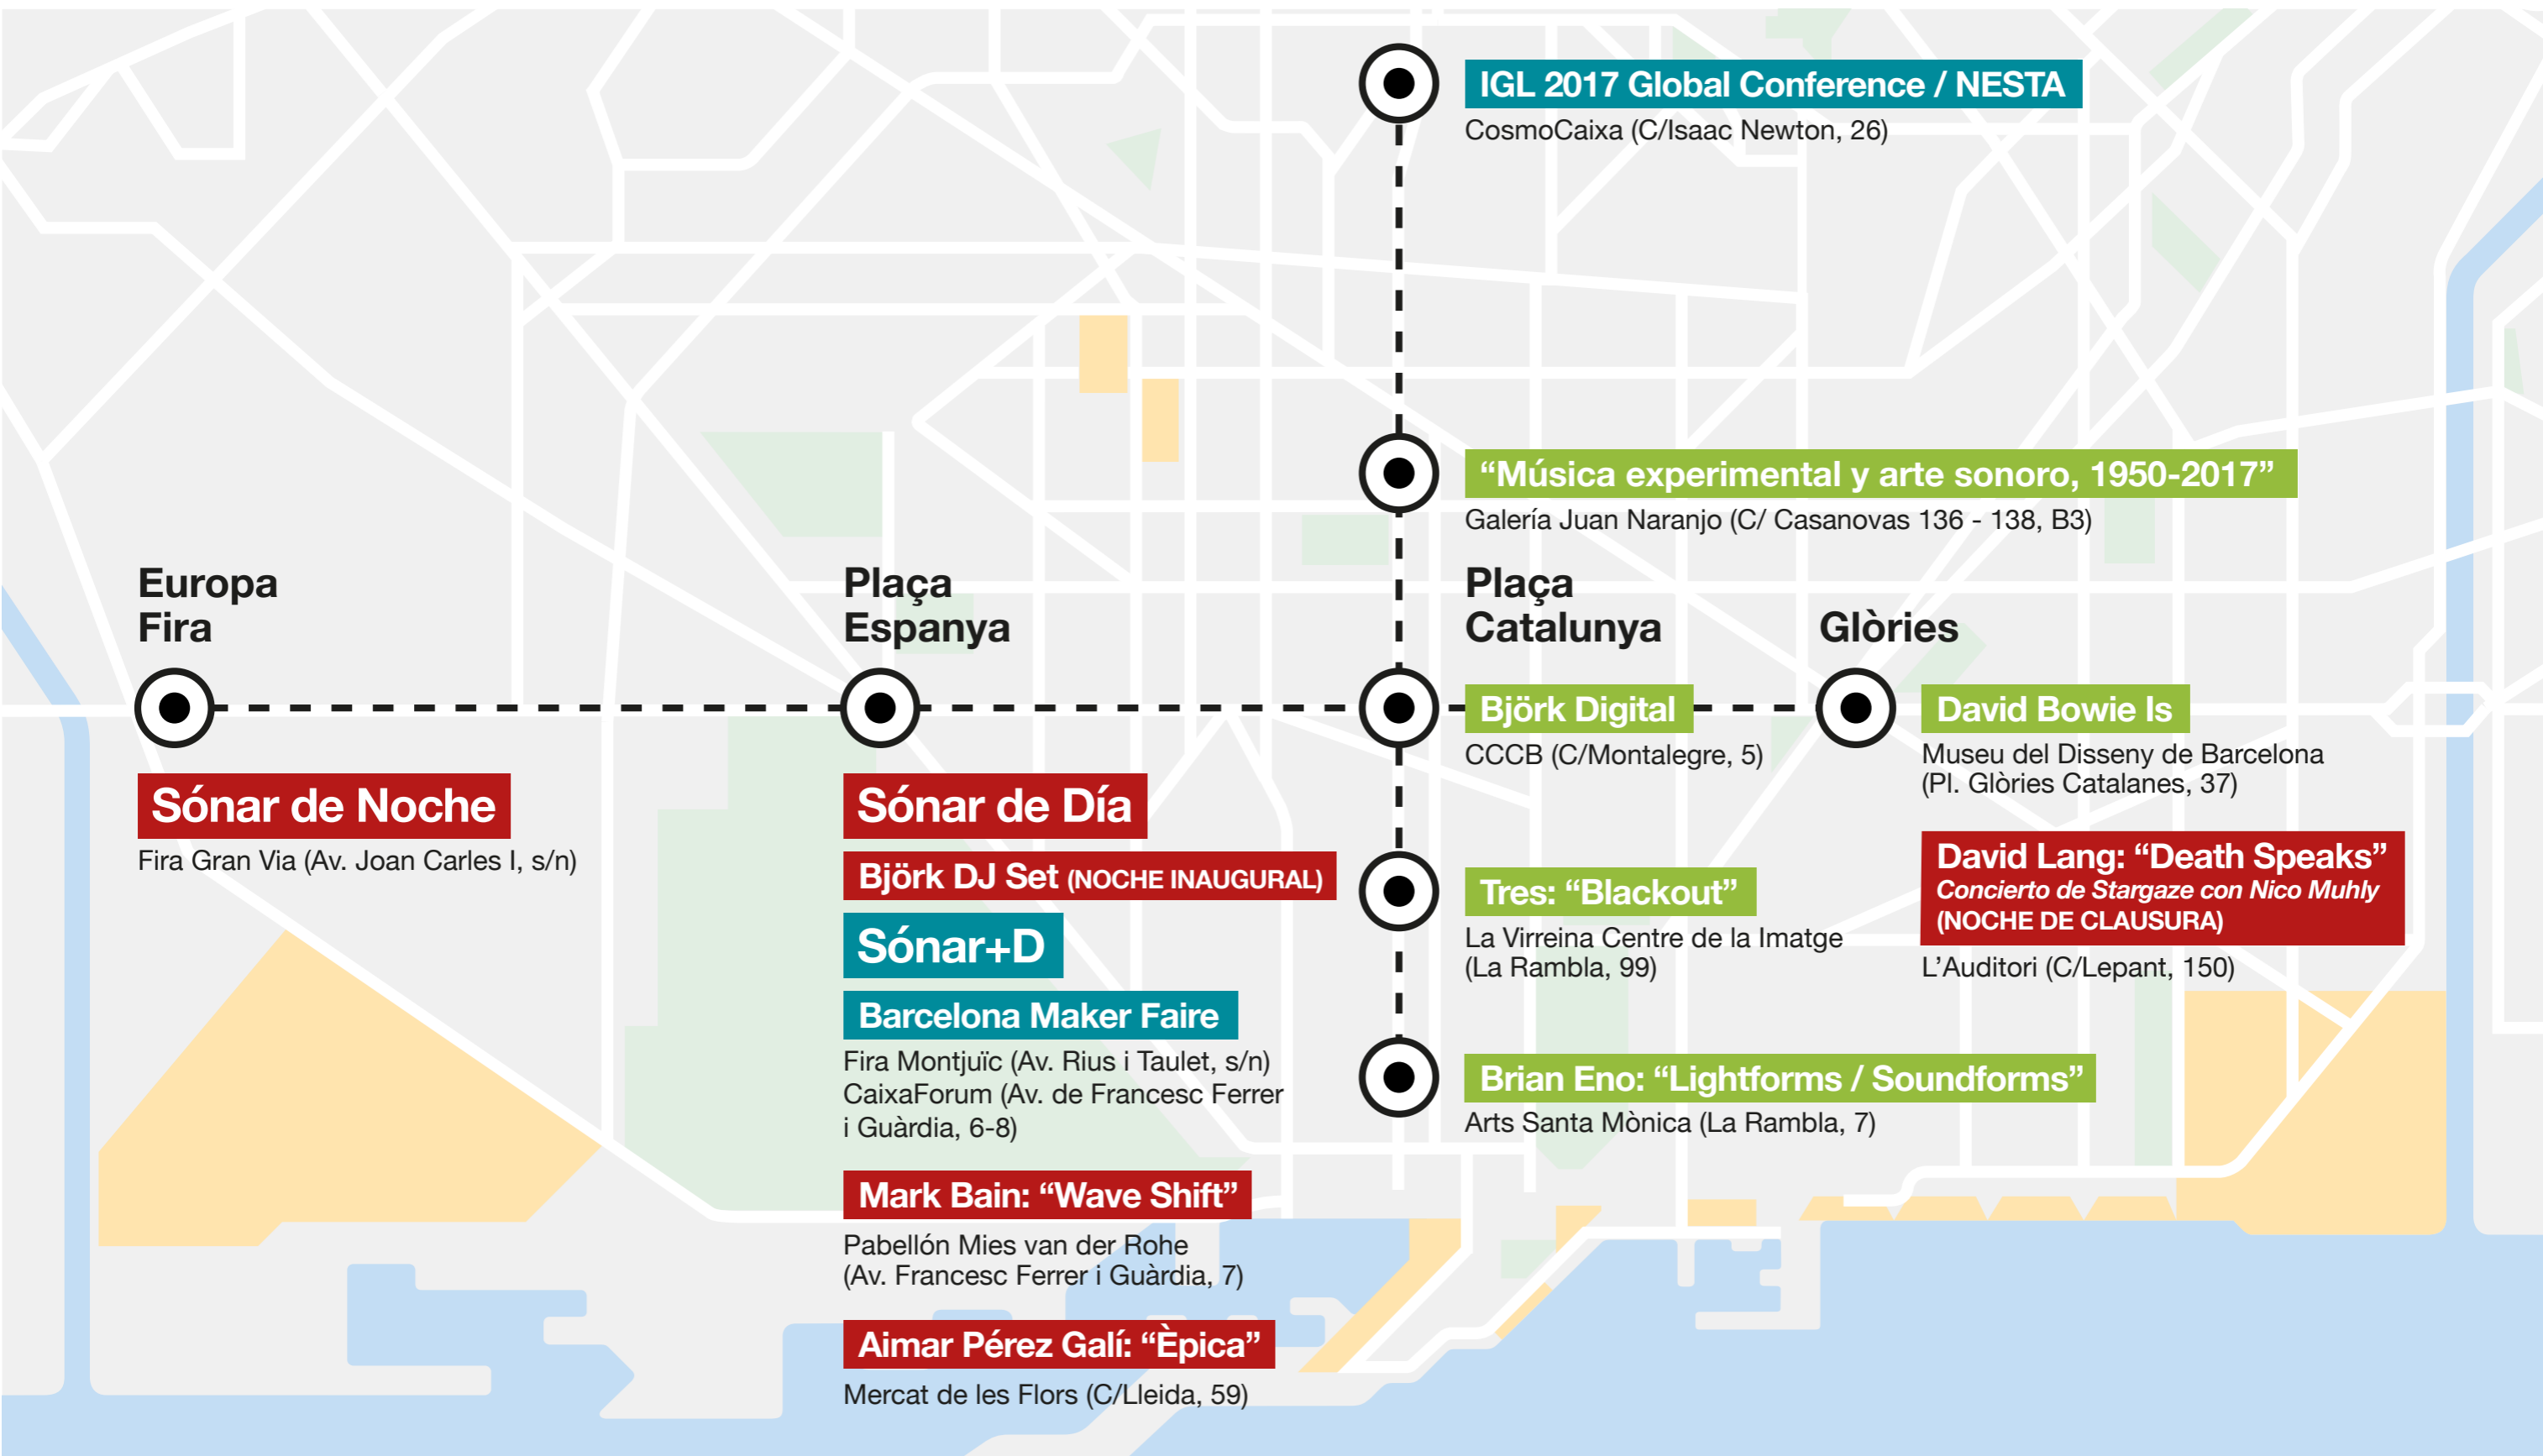 IGL 2017 Global Conference / NESTA
CosmoCaixa (C/Isaac Newton, 26)
“Música experimental y arte sonoro, 1950-2017”
Galería Juan Naranjo (C/ Casanovas 136 - 138, B3)
Europa
Fira
Sónar de Noche
Fira Gran Via (Av. Joan Carles I, s/n)
Plaça
Espanya
Sónar de Día
Björk DJ Set (NOCHE INAUGURAL)
Sónar+D
Barcelona Maker Faire
Fira Montjuïc (Av. Rius i Taulet, s/n)
CaixaForum (Av. de Francesc Ferrer
i Guàrdia, 6-8)
Mark Bain: “Wave Shift”
Pabellón Mies van der Rohe
(Av. Francesc Ferrer i Guàrdia, 7)
Aimar Pérez Galí: “Èpica”
Mercat de les Flors (C/Lleida, 59)
Plaça
Catalunya
Björk Digital
CCCB (C/Montalegre, 5)
Tres: “Blackout”
La Virreina Centre de la Imatge
(La Rambla, 99)
Brian Eno: “Lightforms / Soundforms”
Arts Santa Mònica (La Rambla, 7)
Glòries
David Bowie Is
Museu del Disseny de Barcelona
(Pl. Glòries Catalanes, 37)
David Lang: “Death Speaks”
Concierto de Stargaze con Nico Muhly
(NOCHE DE CLAUSURA)
L’Auditori (C/Lepant, 150)